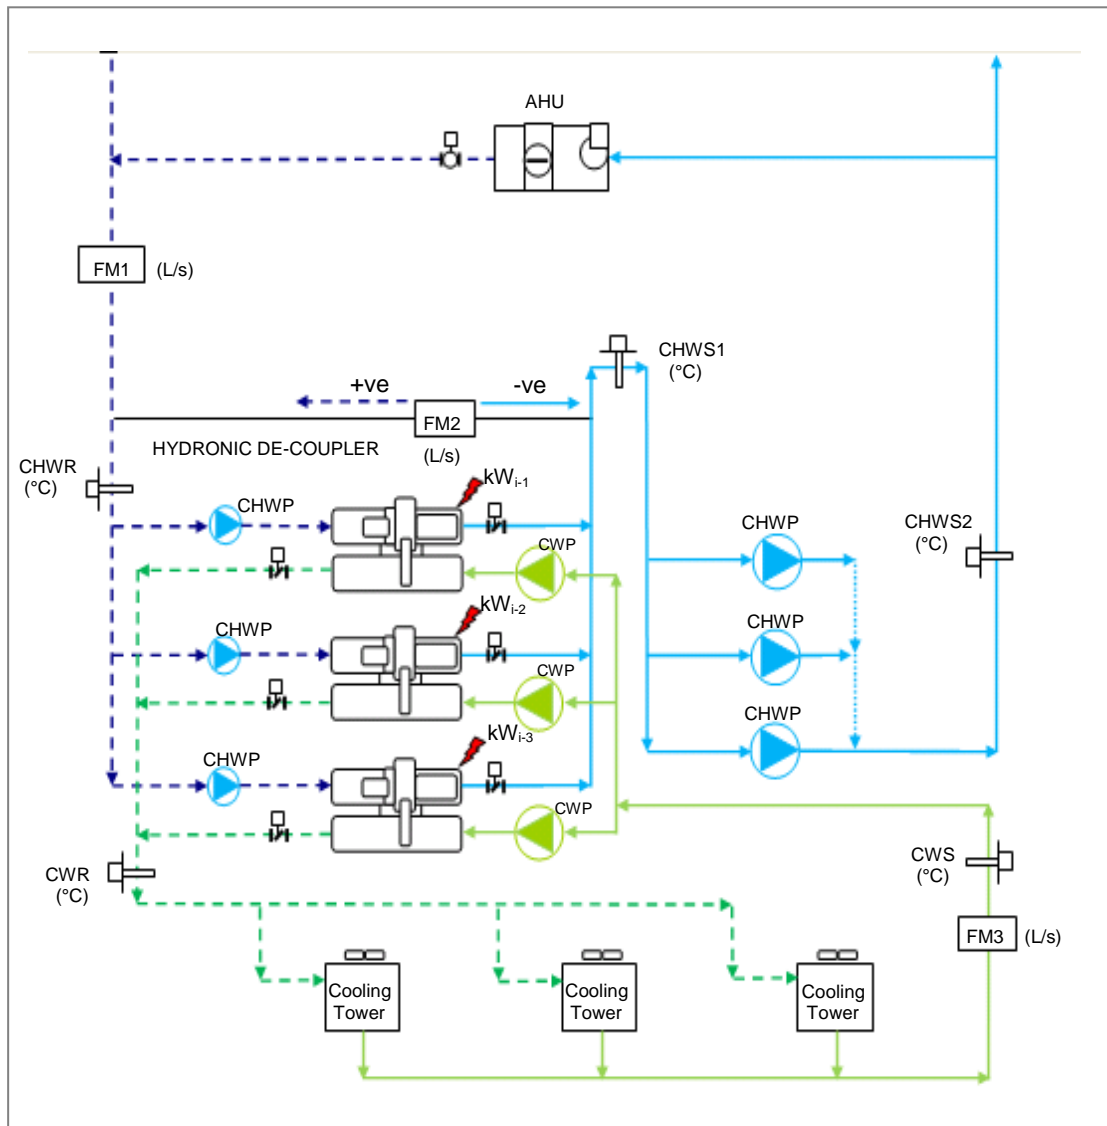 AHU
FM1
(L/s)
CHWS1
(°C)
+ve
-ve
FM2
(L/s)
HYDRONIC DE-COUPLER
CHWR
(°C)
kWi-1
CHWP
CWP
CHWP
CHWS2
(°C)
kWi-2
CHWP
CWP
CHWP
kWi-3
CHWP
CWP
CHWP
CWR
(°C)
CWS
(°C)
FM3
(L/s)
Cooling
Tower
Cooling
Tower
Cooling
Tower